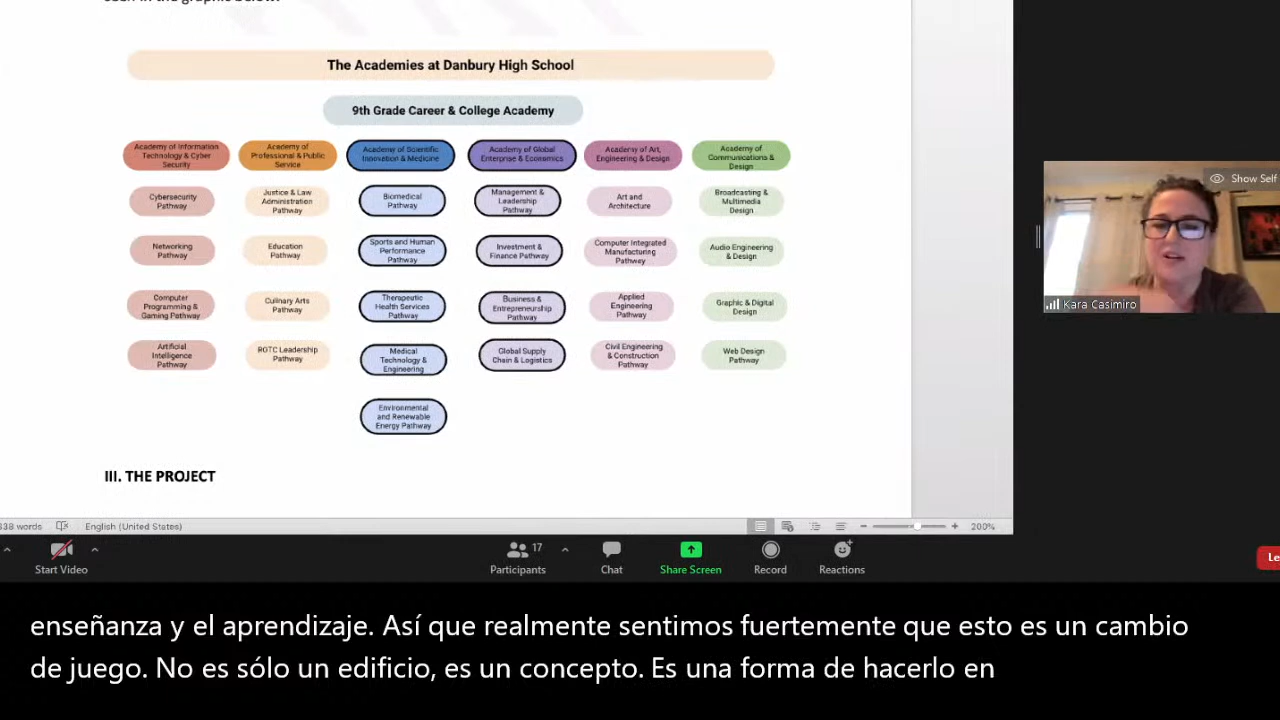 The Academies at Danbury High School
9th Grade Career & College Academy
Academy of Information
Technology & Cyber
Security
Academy of
Professional & Public
Service
Academy of Scientific
Innovation & Medicine
Academy of Global
Enterprise & Economics
Academy of Art,
Engineering & Design
Academy of
Communications &
Design
Cybersecurity
Pathway
Justice & Law
Administration
Pathway
Biomedical
Pathway
Management &
Leadership
Pathway
Art and
Architecture
Broadcasting &
Multimedia
Design
Networking
Pathway
Education
Pathway
Sports and Human
Performance
Pathway
Investment &
Finance Pathway
Computer Integrated
Manufacturing
Pathway
Audio Engineering
& Design
Computer
Programming &
Gaming Pathway
Culinary Arts
Pathway
Therapeutic
Health Services
Pathway
Business &
Entrepreneurship
Pathway
Applied
Engineering
Pathway
Graphic & Digital
Design
Artificial
Intelligence
Pathway
ROTC Leadership
Pathway
Medical
Technology &
Engineering
Global Supply
Chain & Logistics
Civil Engineering
& Construction
Pathway
Web Design
Pathway
Environmental
and Renewable
Energy Pathway
III. THE PROJECT
338 words English (United States) 200%
Show Self
Kara Casimiro
Start Video
Participants 17
Chat
Share Screen
Record
Reactions
Le
enseñanza y el aprendizaje. Así que realmente sentimos fuertemente que esto es un cambio
de juego. No es sólo un edificio, es un concepto. Es una forma de hacerlo en